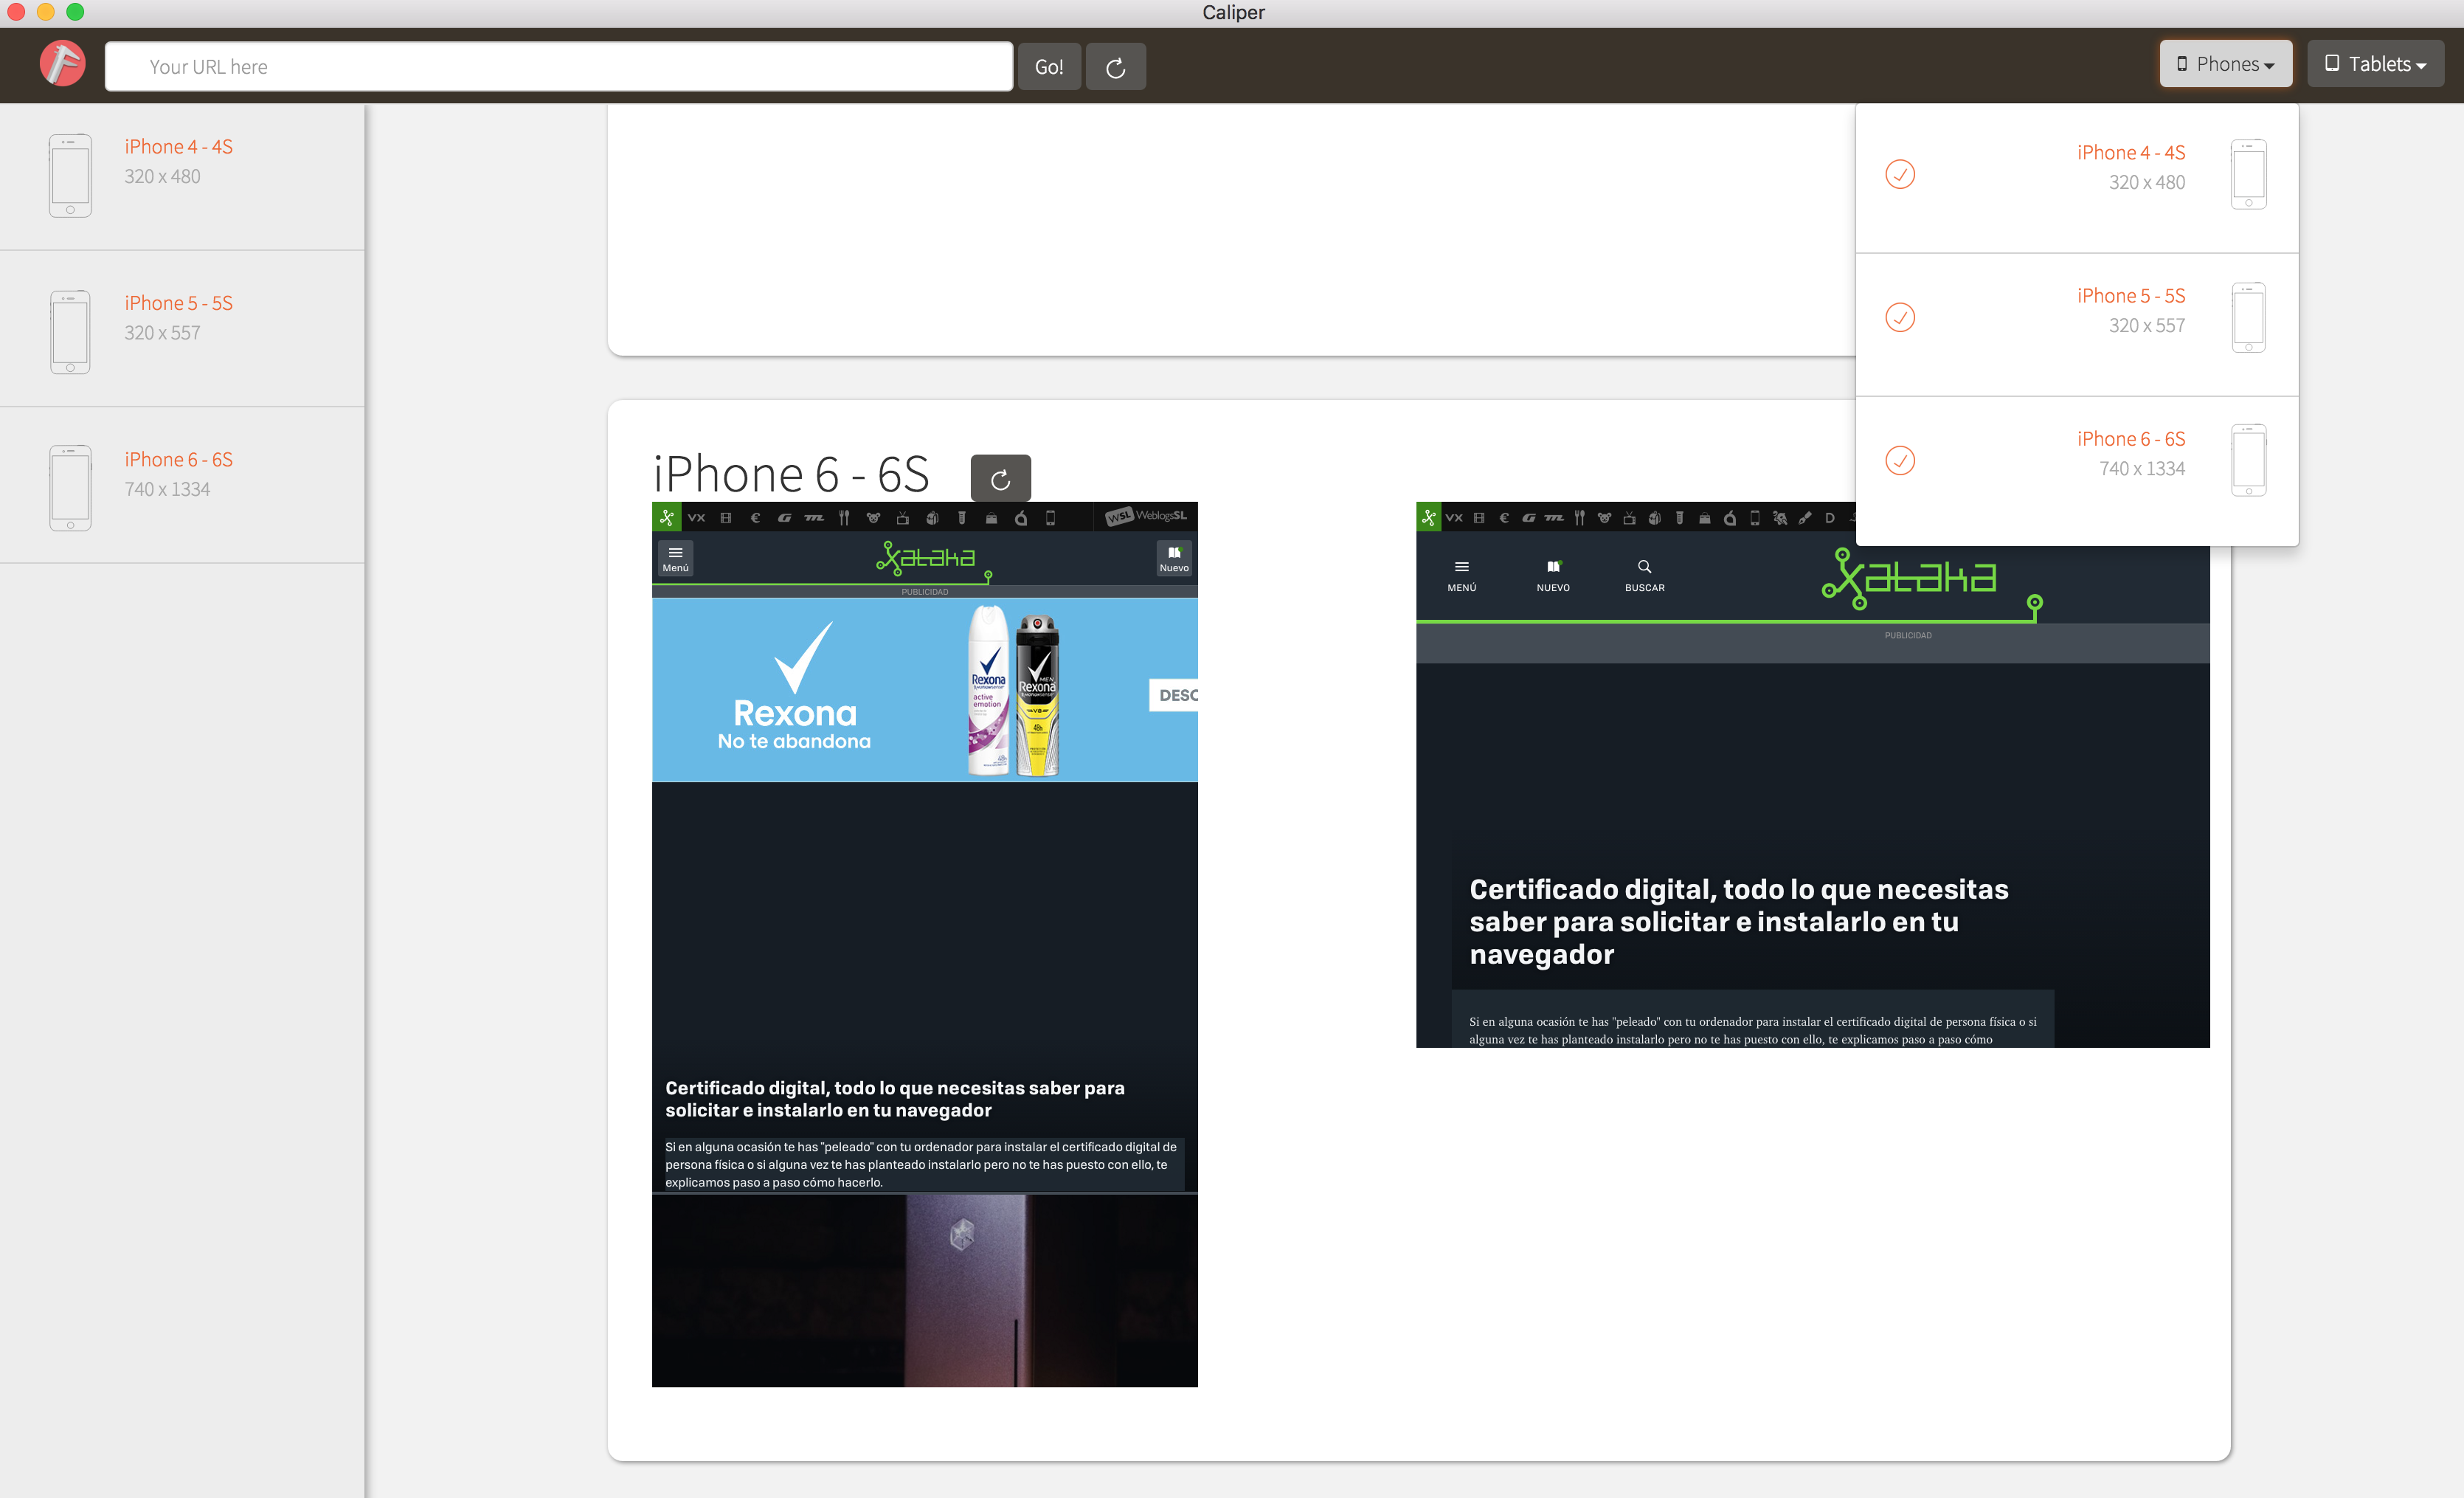 Caliper
Your URL here
Go!
Phones
Tablets
iPhone 4 - 4S
320 x 480
iPhone 5 - 5S
320 x 557
iPhone 6 - 6S
740 x 1334
iPhone 4 - 4S
320 x 480
iPhone 5 - 5S
320 x 557
iPhone 6 - 6S
740 x 1334
iPhone 6 - 6S
VX
€
WSL WeblogsSL
Menú
xataka
Nuevo
PUBLICIDAD
Rexona
No te abandona
Rexona
active
emotion
MEN
Rexona
V8
48h
DESC
Certificado digital, todo lo que necesitas saber para
solicitar e instalarlo en tu navegador
Si en alguna ocasión te has "peleado" con tu ordenador para instalar el certificado digital de
persona física o si alguna vez te has planteado instalarlo pero no te has puesto con ello, te
explicamos paso a paso cómo hacerlo.
VX
€
D
MENÚ
NUEVO
BUSCAR
xataka
PUBLICIDAD
Certificado digital, todo lo que necesitas
saber para solicitar e instalarlo en tu
navegador
Si en alguna ocasión te has "peleado" con tu ordenador para instalar el certificado digital de persona física o si
alguna vez te has planteado instalarlo pero no te has puesto con ello, te explicamos paso a paso cómo